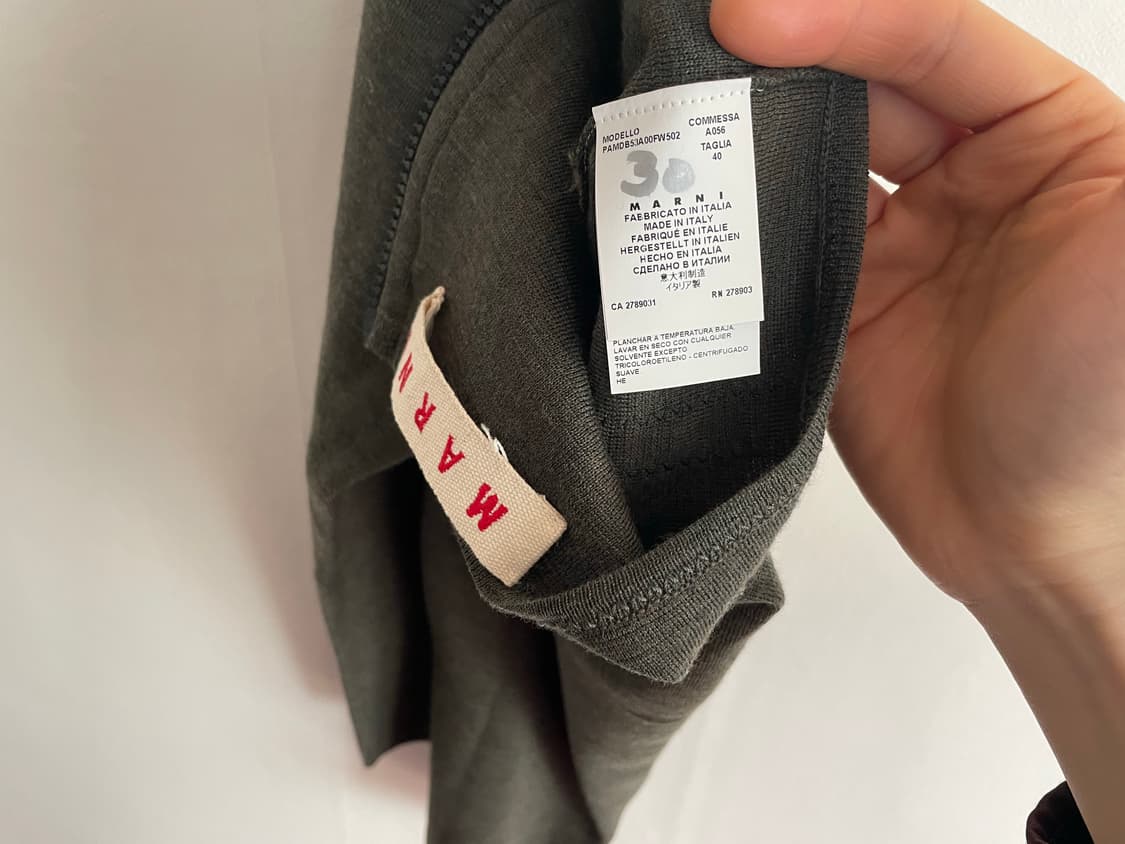 MODELLO
PAMDB53A00FW502
COMMESSA
A056
TAGLIA
40
30
MARNI
FABBRICATO IN ITALIA
MADE IN ITALY
FABRIQUÉ EN ITALIE
HERGESTELLT IN ITALIEN
HECHO EN ITALIA
СДЕЛАНО В ИТАЛИИ
意大利制造
イタリア製
CA 2789031
RN 278903
PLANCHAR A TEMPERATURA BAJA.
LAVAR EN SECO CON CUALQUIER
SOLVENTE EXCEPTO
TRICOLOROETILENO - CENTRIFUGADO
SUAVE
HE
MARN